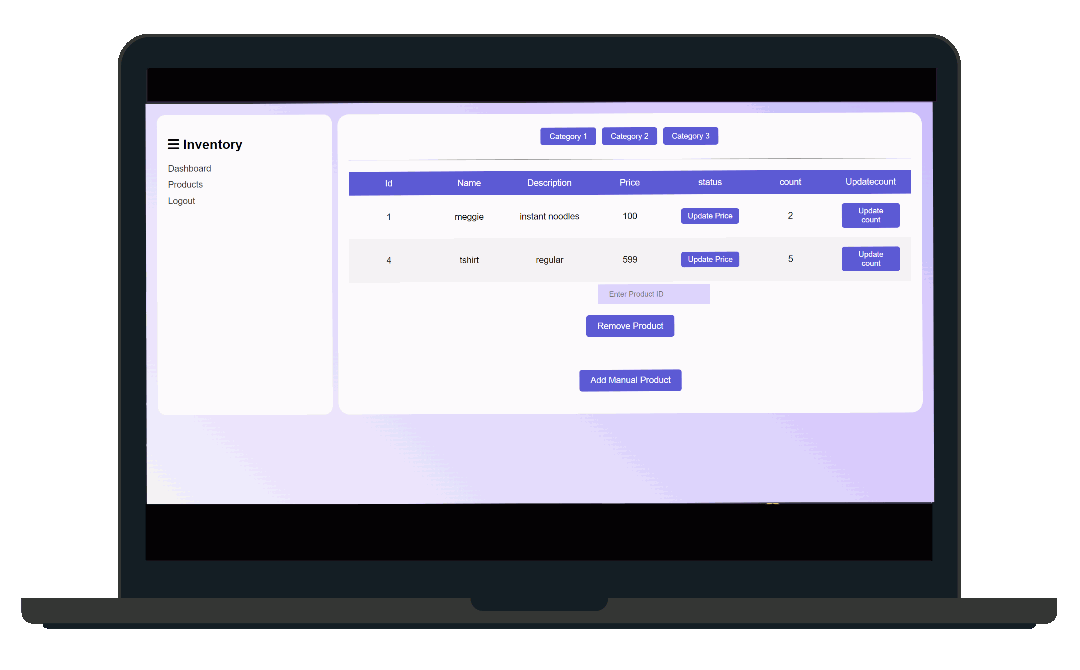 ☰ Inventory
Dashboard
Products
Logout
Category 1 Category 2 Category 3
Id Name Description Price status count Updatecount
1 meggie instant noodles 100 Update Price 2 Update
count
4 tshirt regular 599 Update Price 5 Update
count
Enter Product ID
Remove Product
Add Manual Product